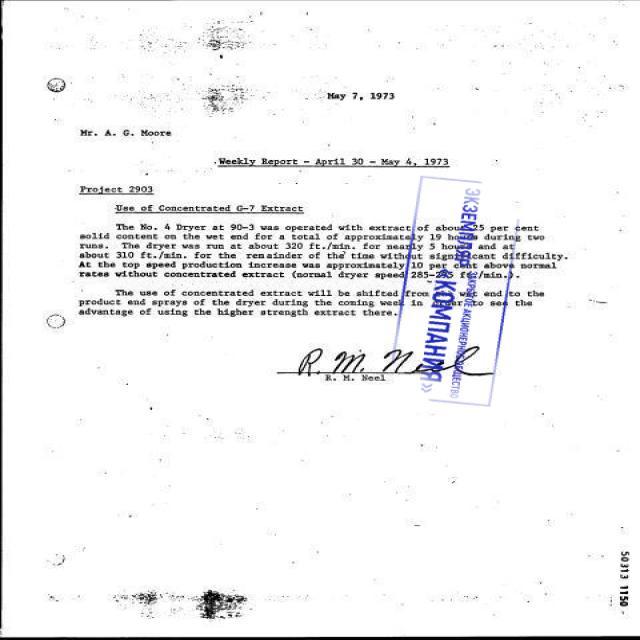 May 7, 1973
Mr. A. G. Moore
Weekly Report - April 30 - May 4, 1973
Project 2903
Use of Concentrated G-7 Extract
The No. 4 Dryer at 90-3 was operated with extract of about 25 per cent
solid content on the wet end for a total of approximately 19 hours during two
runs. The dryer was run at about 320 ft./min. for nearly 5 hours and at
about 310 ft./min. for the remainder of the time without significant difficulty.
At the top speed production increase was approximately 10 per cent above normal
rates without concentrated extract (normal dryer speed 285-295 ft/min.).
The use of concentrated extract will be shifted from the wet end to the
product end sprays of the dryer during the coming week in order to see the
advantage of using the higher strength extract there.
R. M. Neel
R. M. Neel
ЭКЗЕМПЛЯР
ЗАКРЫТОЕ АКЦИОНЕРНОЕ ОБЩЕСТВО
«КОМПАНИЯ»
50313 1150